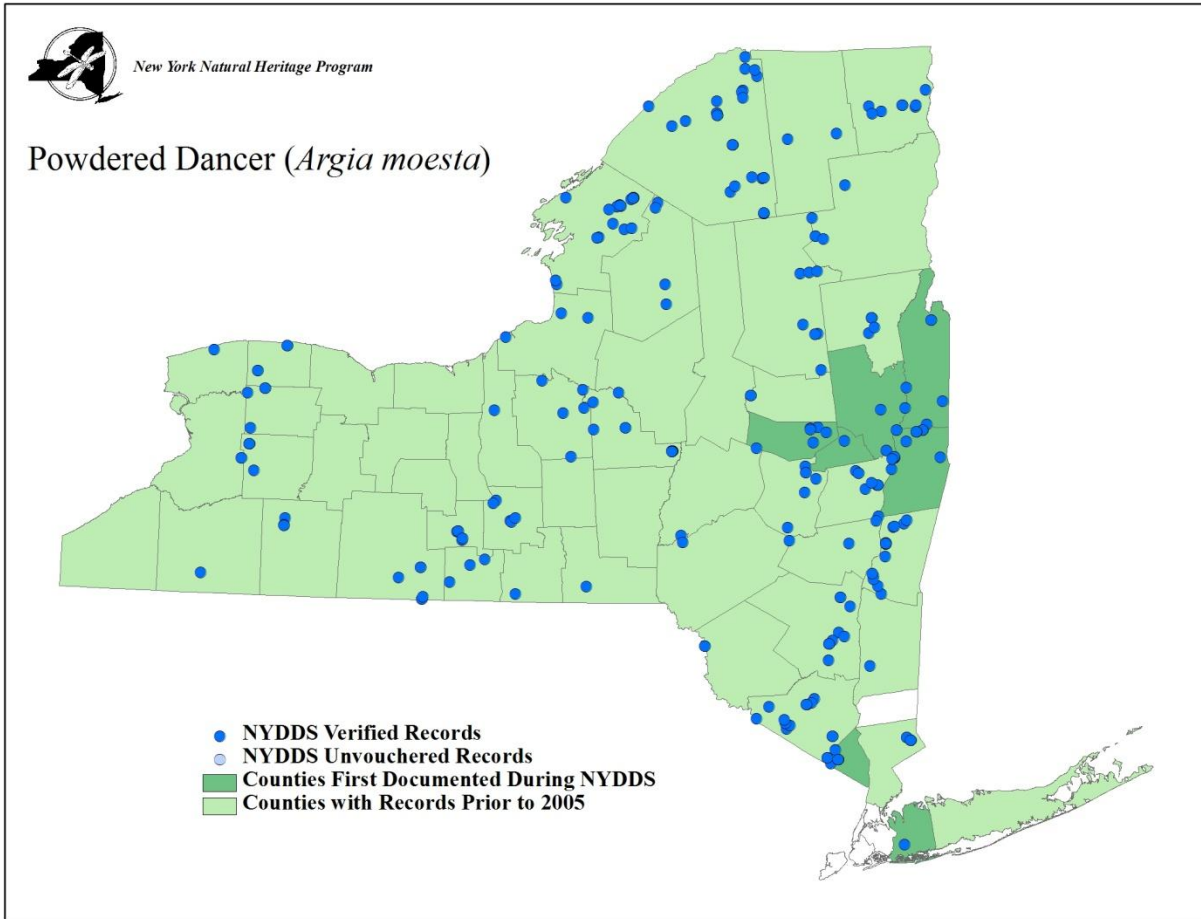 New York Natural Heritage Program
Powdered Dancer (Argia moesta)
NYDDS Verified Records
NYDDS Unvouchered Records
Counties First Documented During NYDDS
Counties with Records Prior to 2005